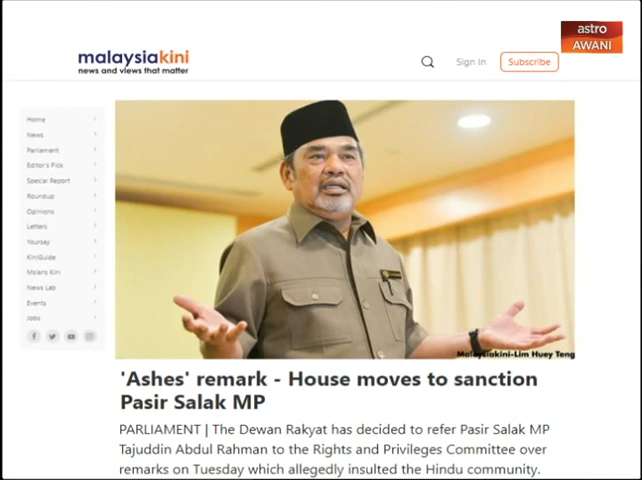 astro
AWANI
malaysiakini
news and views that matter
Sign In
Subscribe
Home
News
Parliament
Editor's Pick
Special Report
Roundup
Opinions
Letters
Yoursay
KiniGuide
Msians Kini
News Lab
Events
Jobs
Malaysiakini-Lim Huey Teng
'Ashes' remark - House moves to sanction
Pasir Salak MP
PARLIAMENT | The Dewan Rakyat has decided to refer Pasir Salak MP
Tajuddin Abdul Rahman to the Rights and Privileges Committee over
remarks on Tuesday which allegedly insulted the Hindu community.